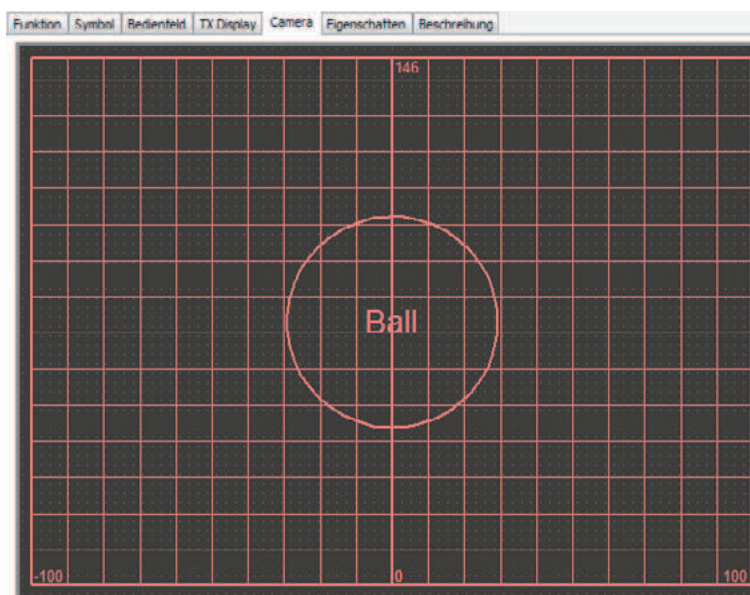 Funktion Symbol Bedienfeld TX Display Camera Eigenschaften Beschreibung
146
Ball
-100 0 100